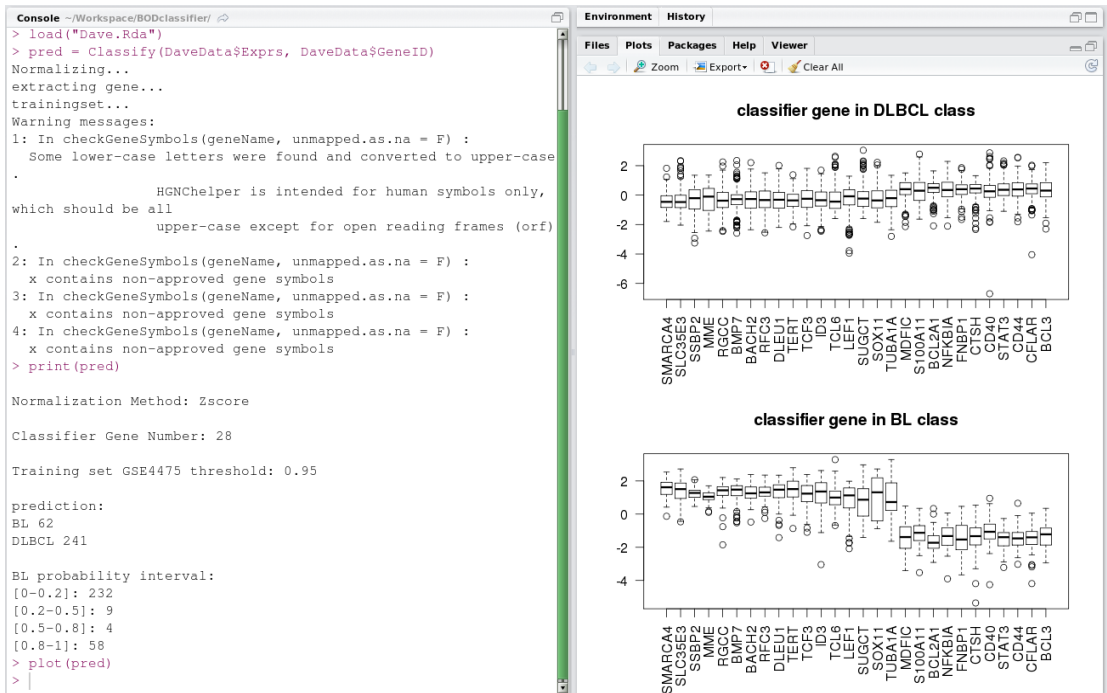 Console ~/Workspace/BODclassifier/
> load("Dave.Rda")
> pred = Classify(DaveData$Exprs, DaveData$GeneID)
Normalizing...
extracting gene...
trainingset...
Warning messages:
1: In checkGeneSymbols(geneName, unmapped.as.na = F) :
  Some lower-case letters were found and converted to upper-case
.
                HGNChelper is intended for human symbols only,
which should be all
                upper-case except for open reading frames (orf)
.
2: In checkGeneSymbols(geneName, unmapped.as.na = F) :
  x contains non-approved gene symbols
3: In checkGeneSymbols(geneName, unmapped.as.na = F) :
  x contains non-approved gene symbols
4: In checkGeneSymbols(geneName, unmapped.as.na = F) :
  x contains non-approved gene symbols
> print(pred)
Normalization Method: Zscore
Classifier Gene Number: 28
Training set GSE4475 threshold: 0.95
prediction:
BL 62
DLBCL 241
BL probability interval:
[0-0.2]: 232
[0.2-0.5]: 9
[0.5-0.8]: 4
[0.8-1]: 58
> plot(pred)
>
Environment History
Files Plots Packages Help Viewer
Zoom Export Clear All
classifier gene in DLBCL class
2
0
-2
-4
-6
SMARCA4
SLC35E3
SSBP2
MME
RGCC
BMP7
BACH2
RFC3
DLEU1
TERT
TCF3
ID3
TCL6
LEF1
SUGCT
SOX11
TUBA1A
MDFIC
S100A11
BCL2A1
NFKBIA
FNBP1
CTSH
CD40
STAT3
CD44
CFLAR
BCL3
classifier gene in BL class
2
0
-2
-4
SMARCA4
SLC35E3
SSBP2
MME
RGCC
BMP7
BACH2
RFC3
DLEU1
TERT
TCF3
ID3
TCL6
LEF1
SUGCT
SOX11
TUBA1A
MDFIC
S100A11
BCL2A1
NFKBIA
FNBP1
CTSH
CD40
STAT3
CD44
CFLAR
BCL3